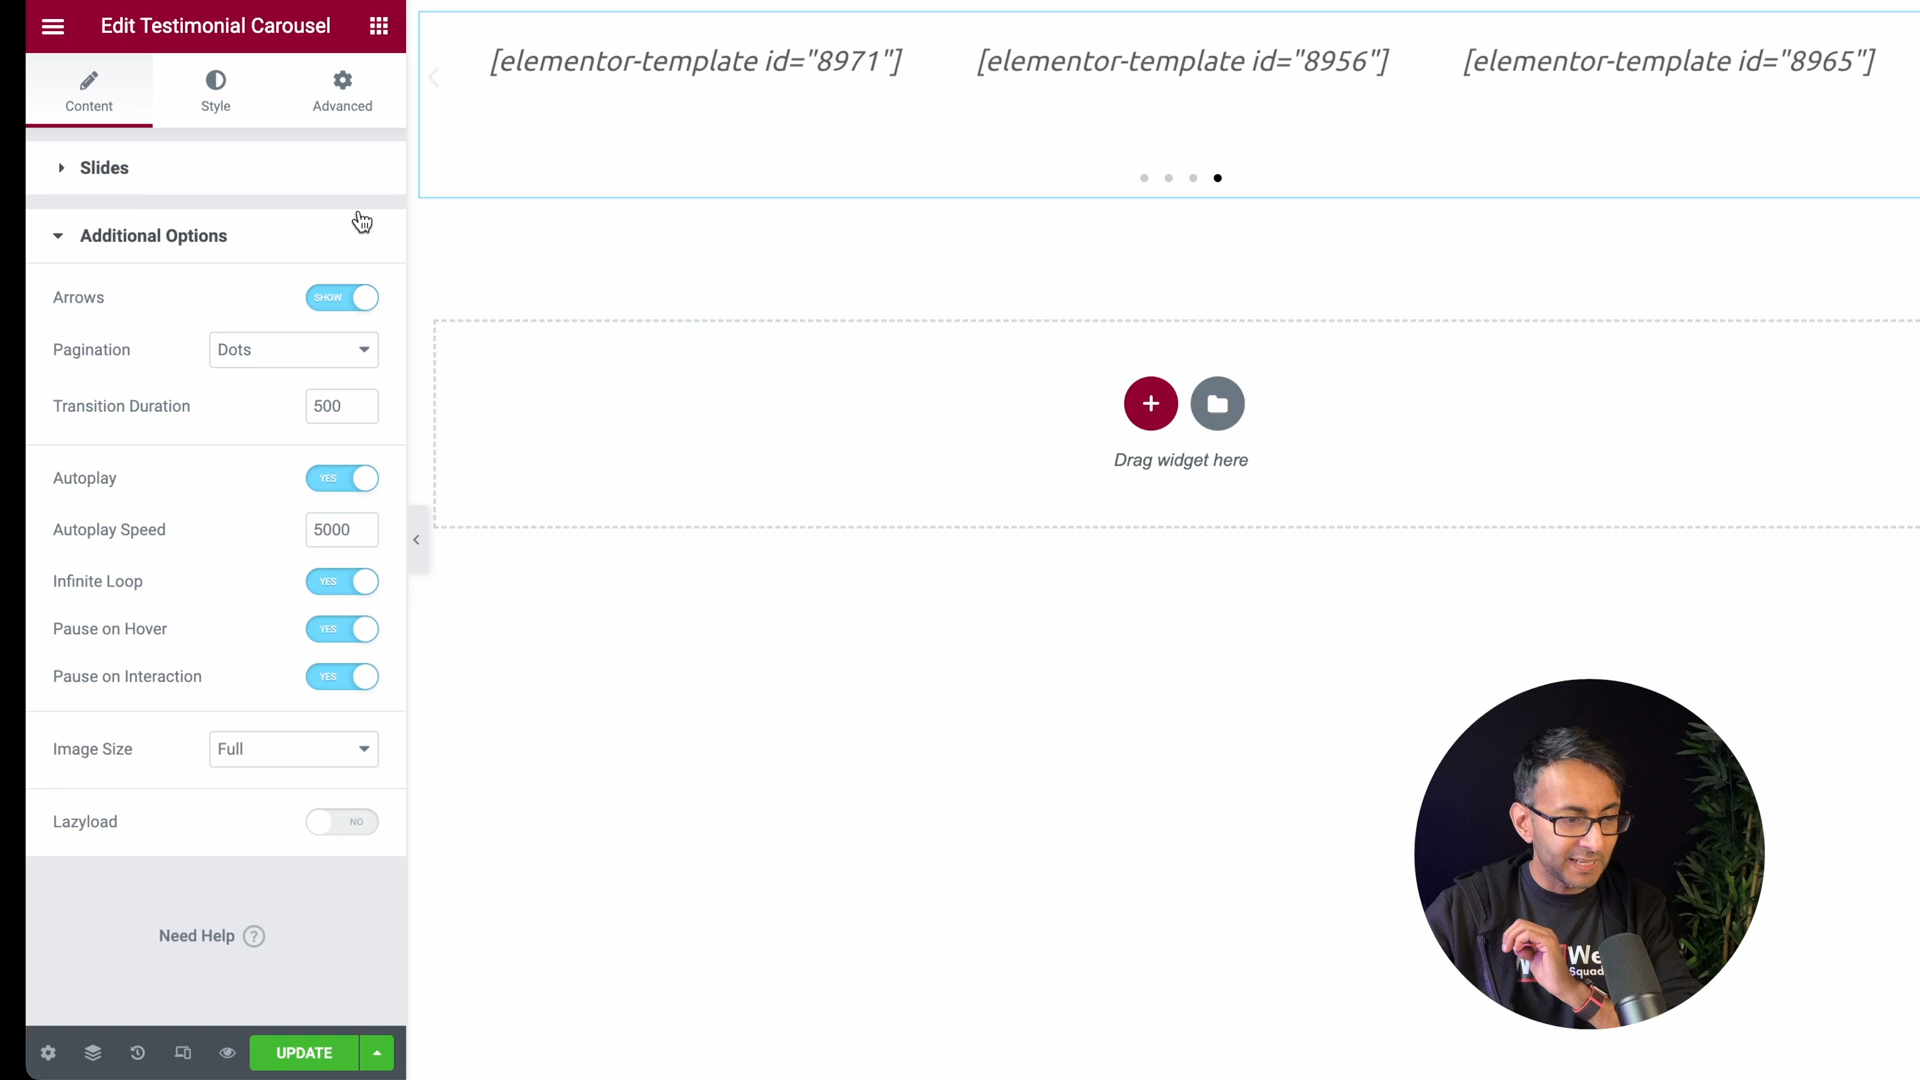 Edit Testimonial Carousel
Content
Style
Advanced
Slides
Additional Options
Arrows
SHOW
Pagination
Dots
Transition Duration
500
Autoplay
YES
Autoplay Speed
5000
Infinite Loop
YES
Pause on Hover
YES
Pause on Interaction
YES
Image Size
Full
Lazyload
NO
Need Help ?
UPDATE
[elementor-template id="8971"]
[elementor-template id="8956"]
[elementor-template id="8965"]
Drag widget here
We
Squad